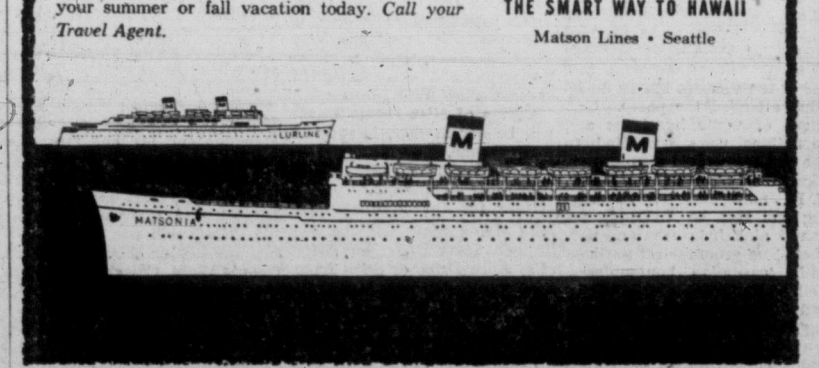 your summer or fall vacation today. Call your
Travel Agent.
THE SMART WAY TO HAWAII
Matson Lines • Seattle
LURLINE
M
M
MATSONIA